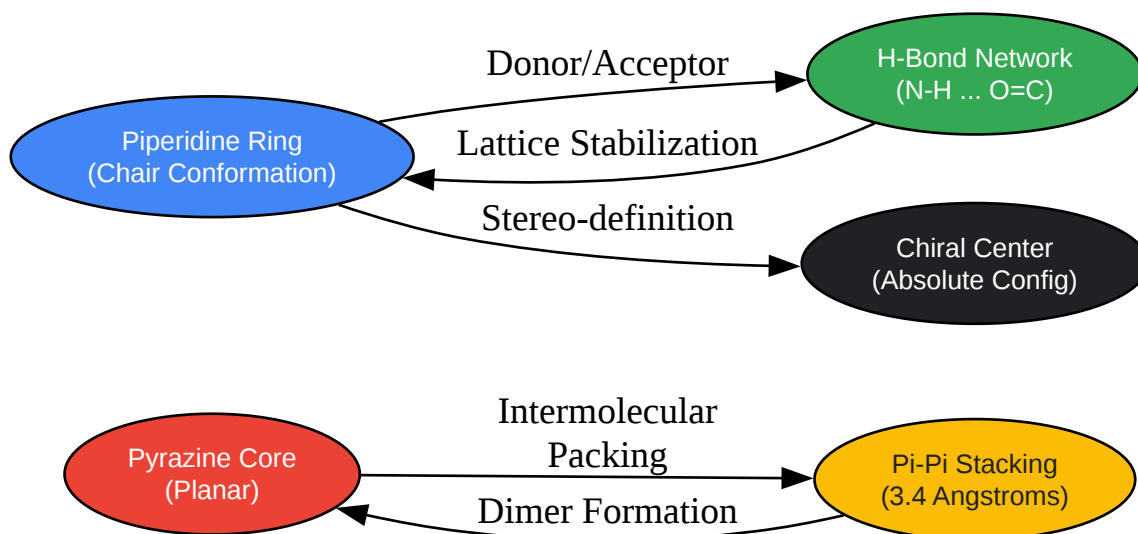 Donor/Acceptor
H-Bond Network
(N-H ... O=C)
Piperidine Ring
(Chair Conformation)
Lattice Stabilization
Stereo-definition
Chiral Center
(Absolute Config)
Intermolecular
Packing
Pyrazine Core
(Planar)
Pi-Pi Stacking
(3.4 Angstroms)
Dimer Formation